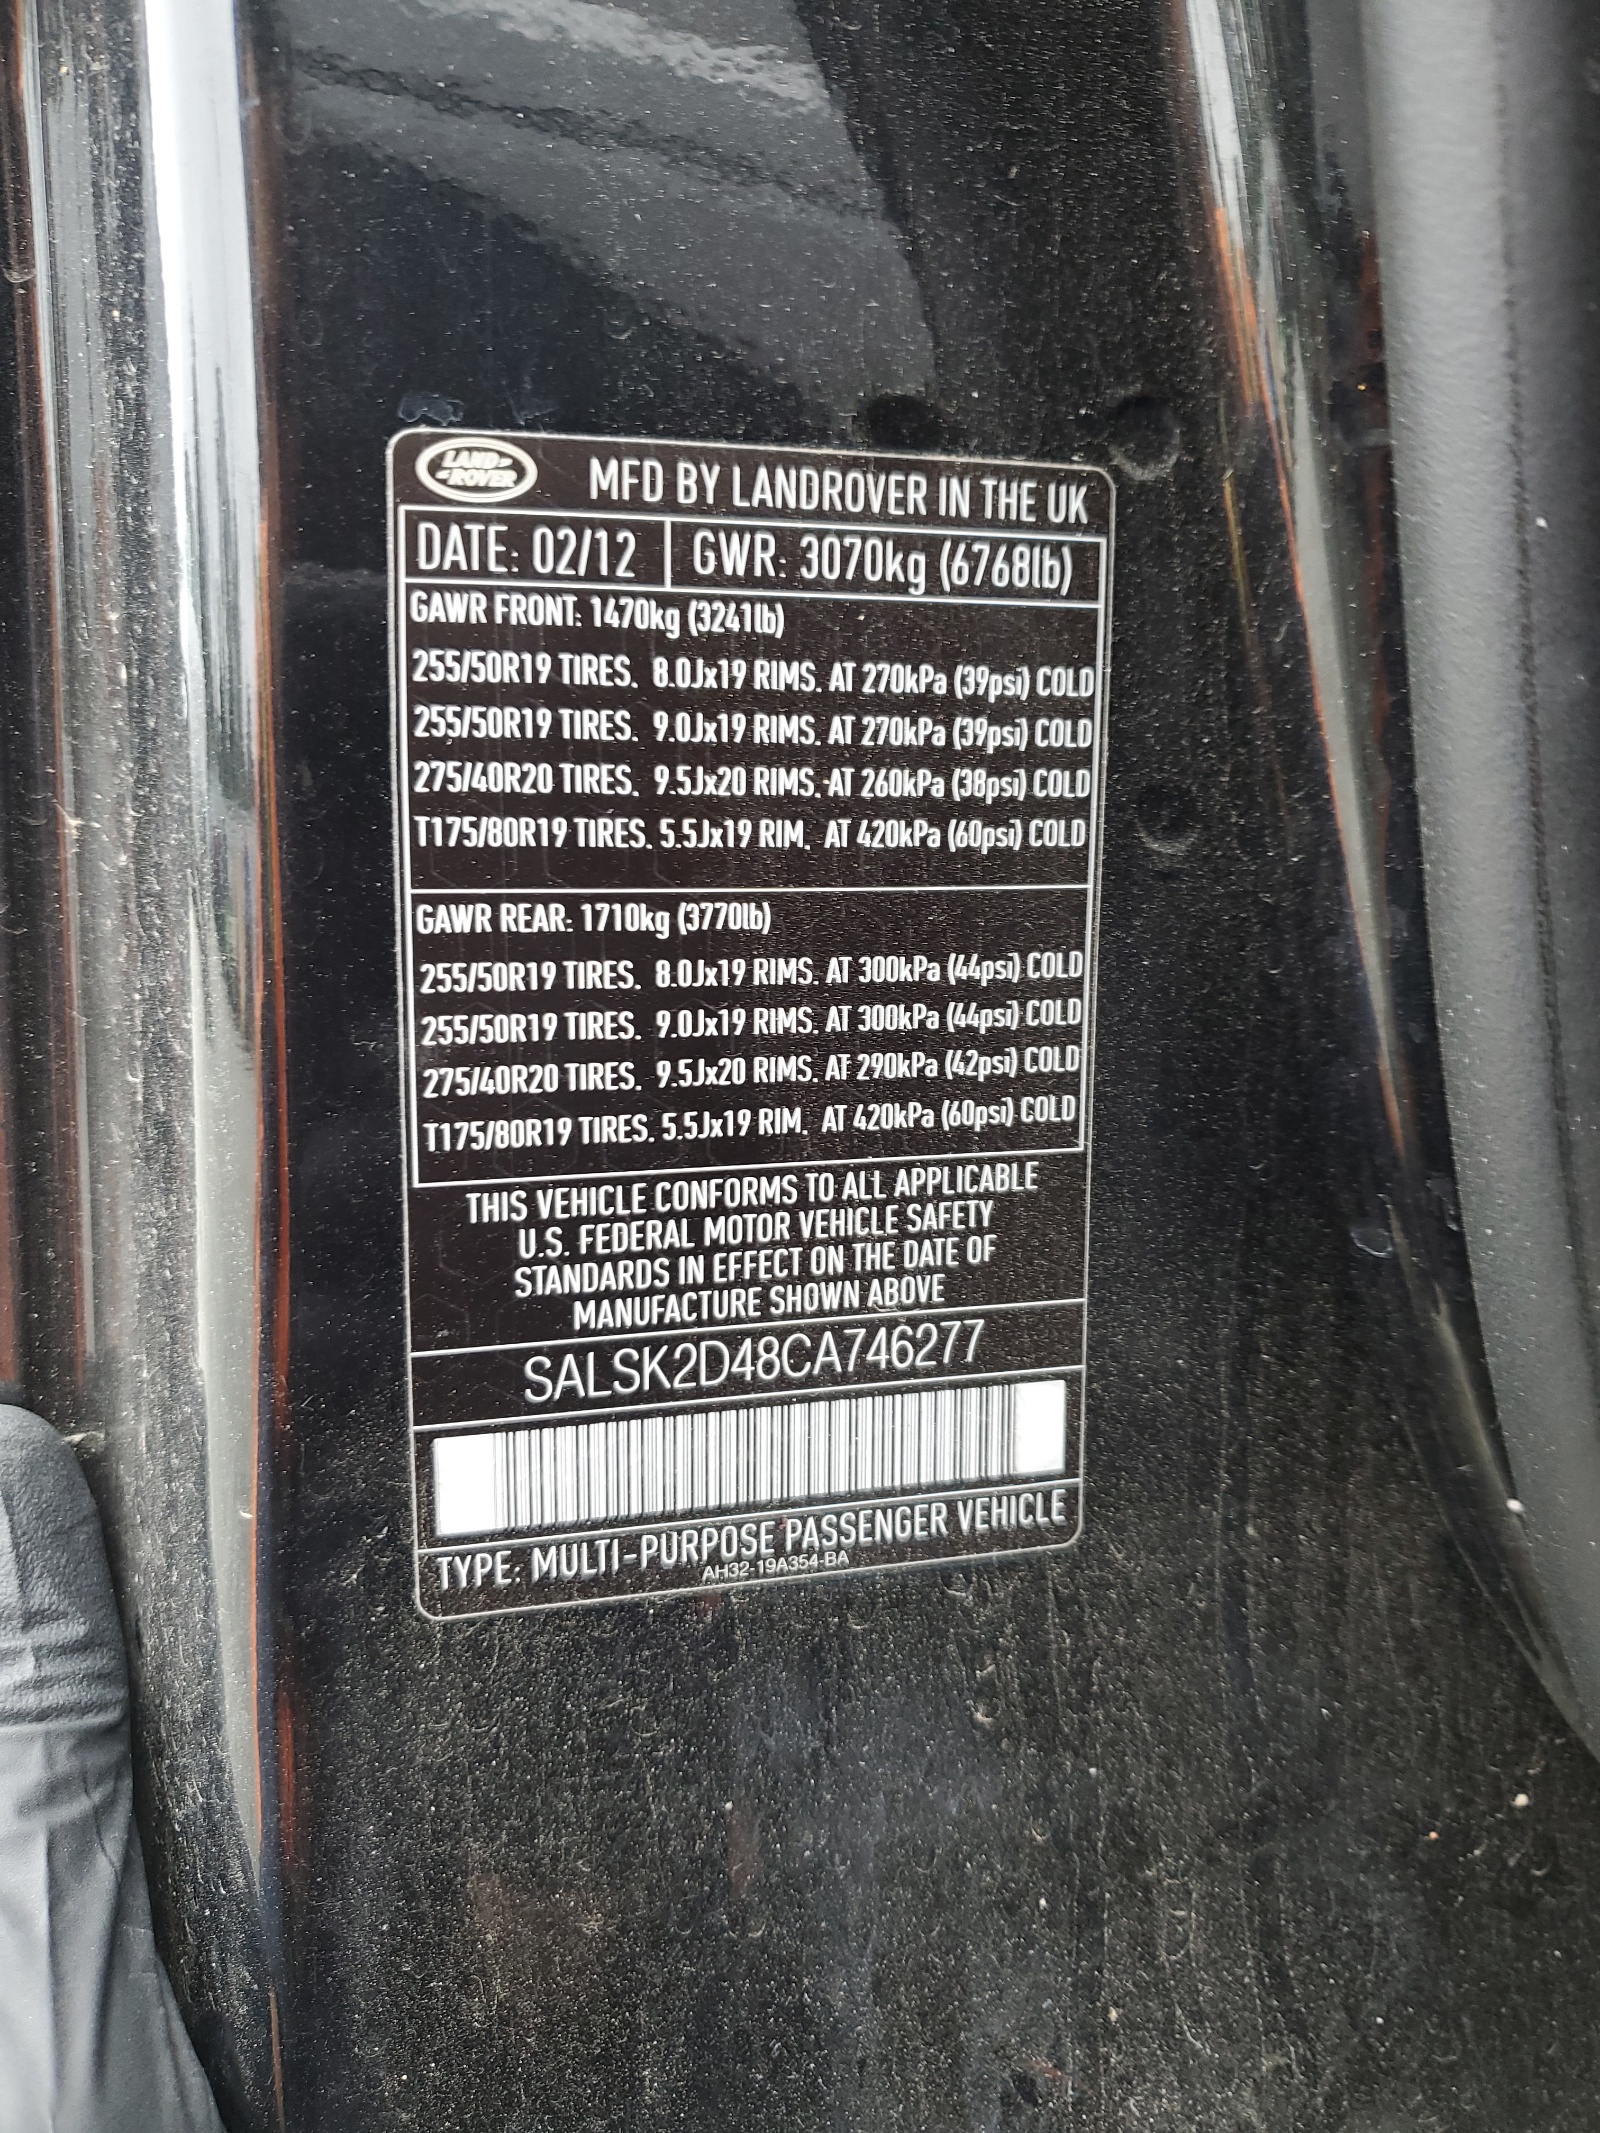 LAND-
-ROVER
MFD BY LANDROVER IN THE UK
DATE: 02/12 GWR: 3070kg (6768lb)
GAWR FRONT: 1470kg (3241lb)
255/50R19 TIRES. 8.0Jx19 RIMS. AT 270kPa (39psi) COLD
255/50R19 TIRES. 9.0Jx19 RIMS. AT 270kPa (39psi) COLD
275/40R20 TIRES. 9.5Jx20 RIMS. AT 260kPa (38psi) COLD
T175/80R19 TIRES. 5.5Jx19 RIM. AT 420kPa (60psi) COLD
GAWR REAR: 1710kg (3770lb)
255/50R19 TIRES. 8.0Jx19 RIMS. AT 300kPa (44psi) COLD
255/50R19 TIRES. 9.0Jx19 RIMS. AT 300kPa (44psi) COLD
275/40R20 TIRES. 9.5Jx20 RIMS. AT 290kPa (42psi) COLD
T175/80R19 TIRES. 5.5Jx19 RIM. AT 420kPa (60psi) COLD
THIS VEHICLE CONFORMS TO ALL APPLICABLE
U.S. FEDERAL MOTOR VEHICLE SAFETY
STANDARDS IN EFFECT ON THE DATE OF
MANUFACTURE SHOWN ABOVE
SALSK2D48CA746277
TYPE: MULTI-PURPOSE PASSENGER VEHICLE
AH32-19A354-BA